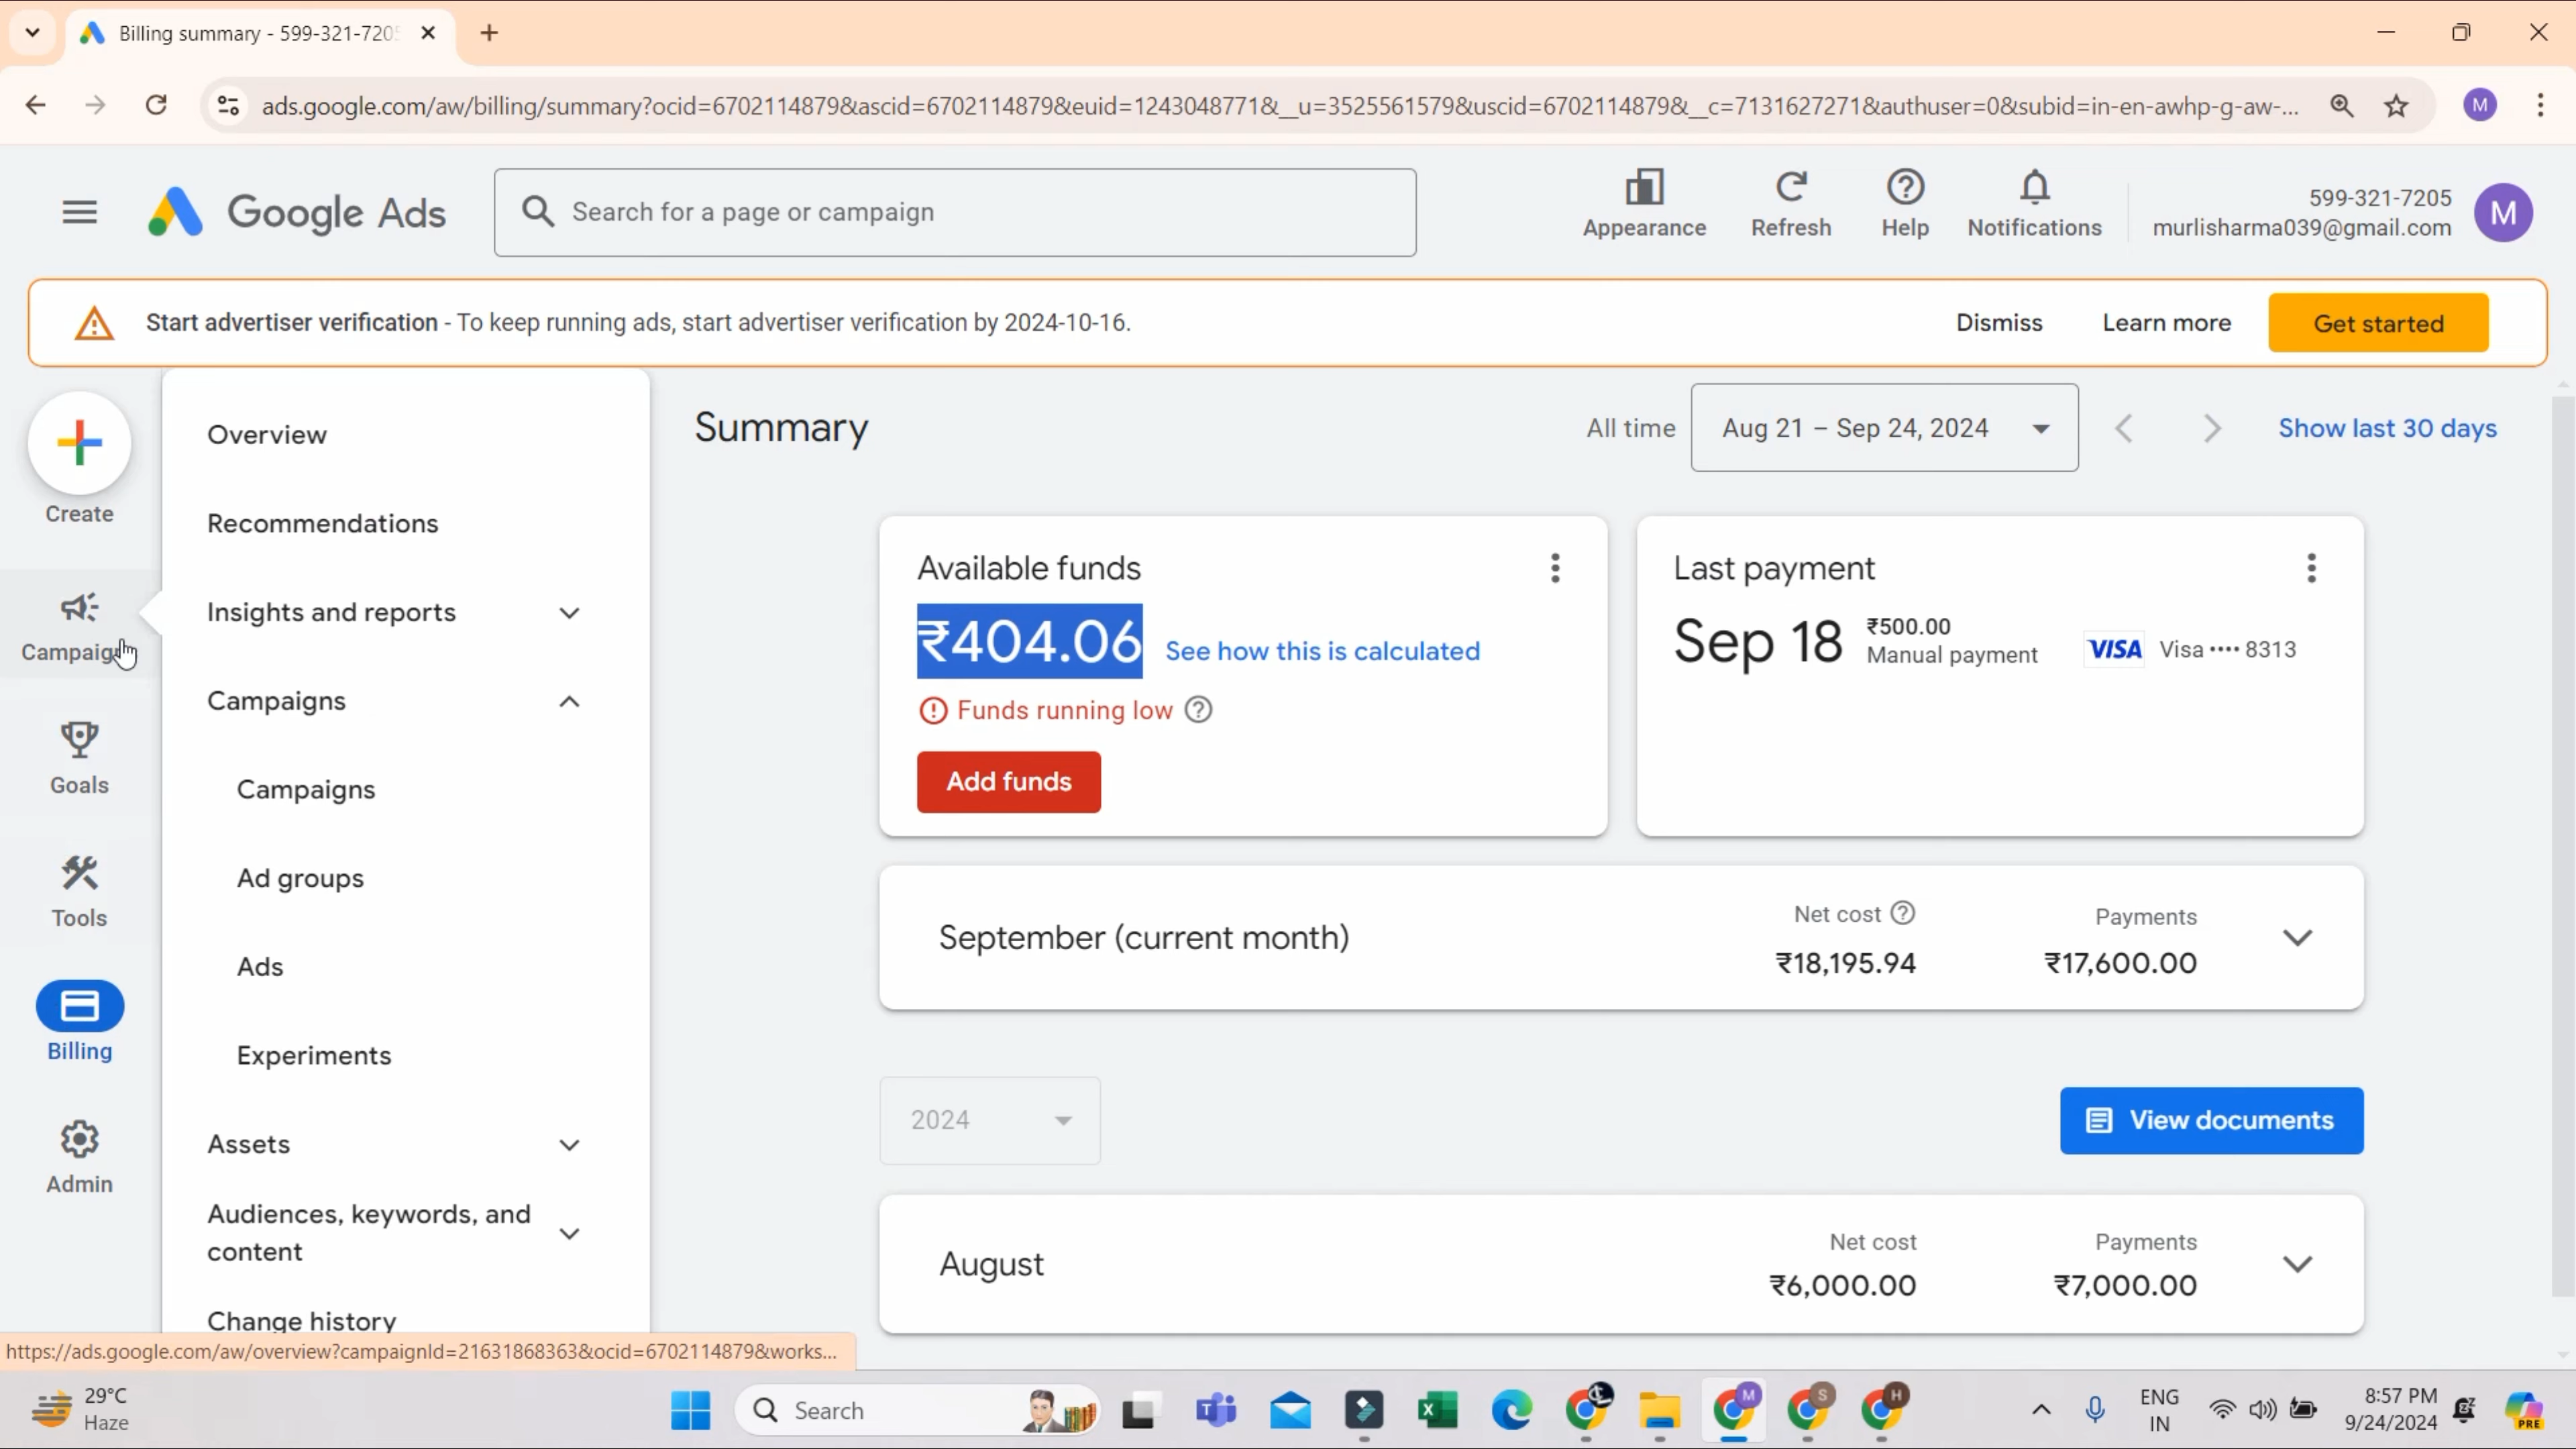 Billing summary - 599-321-7205
ads.google.com/aw/billing/summary?ocid=6702114879&ascid=6702114879&euid=1243048771&__u=3525561579&uscid=6702114879&__c=7131627271&authuser=0&subid=in-en-awhp-g-aw-...
M
Google Ads
Search for a page or campaign
Appearance
Refresh
Help
Notifications
599-321-7205
murlisharma039@gmail.com
M
Start advertiser verification - To keep running ads, start advertiser verification by 2024-10-16.
Dismiss
Learn more
Get started
Create
Campaig
Goals
Tools
Billing
Admin
Overview
Recommendations
Insights and reports
Campaigns
Campaigns
Ad groups
Ads
Experiments
Assets
Audiences, keywords, and
content
Change history
Summary
All time
Aug 21 – Sep 24, 2024
Show last 30 days
Available funds
₹404.06
See how this is calculated
Funds running low
Add funds
Last payment
Sep 18
₹500.00
Manual payment
VISA
Visa •••• 8313
September (current month)
Net cost
₹18,195.94
Payments
₹17,600.00
2024
View documents
August
Net cost
₹6,000.00
Payments
₹7,000.00
https://ads.google.com/aw/overview?campaignId=21631868363&ocid=6702114879&works...
29°C
Haze
Search
M
S
H
ENG
IN
8:57 PM
9/24/2024
PRE